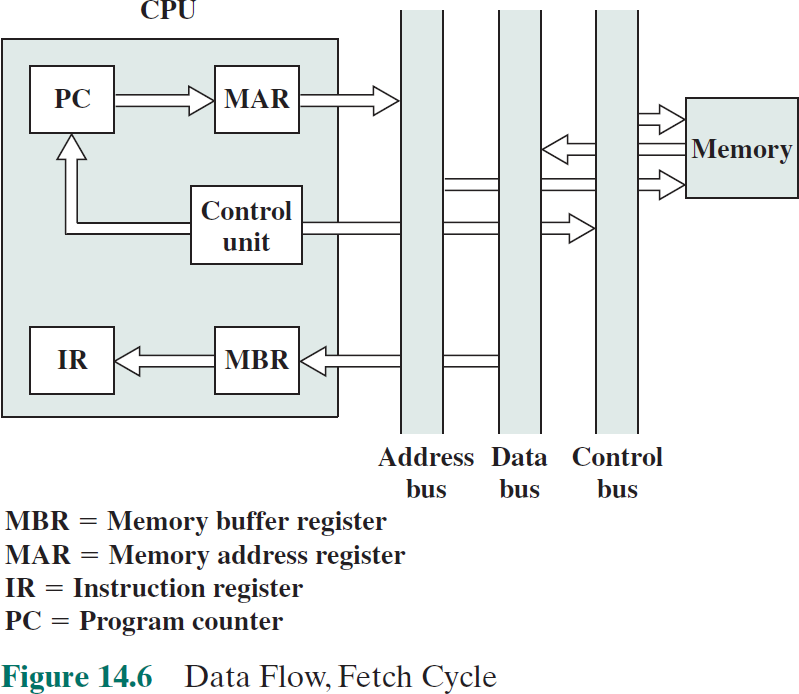 CPU
PC
MAR
Memory
Control
unit
IR
MBR
Address Data Control
bus bus bus
MBR = Memory buffer register
MAR = Memory address register
IR = Instruction register
PC = Program counter
Figure 14.6 Data Flow, Fetch Cycle